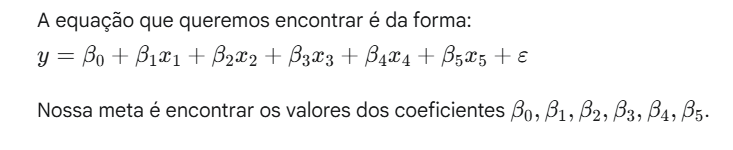 A equação que queremos encontrar é da forma:
y = β₀ + β₁x₁ + β₂x₂ + β₃x₃ + β₄x₄ + β₅x₅ + ε
Nossa meta é encontrar os valores dos coeficientes β₀, β₁, β₂, β₃, β₄, β₅.